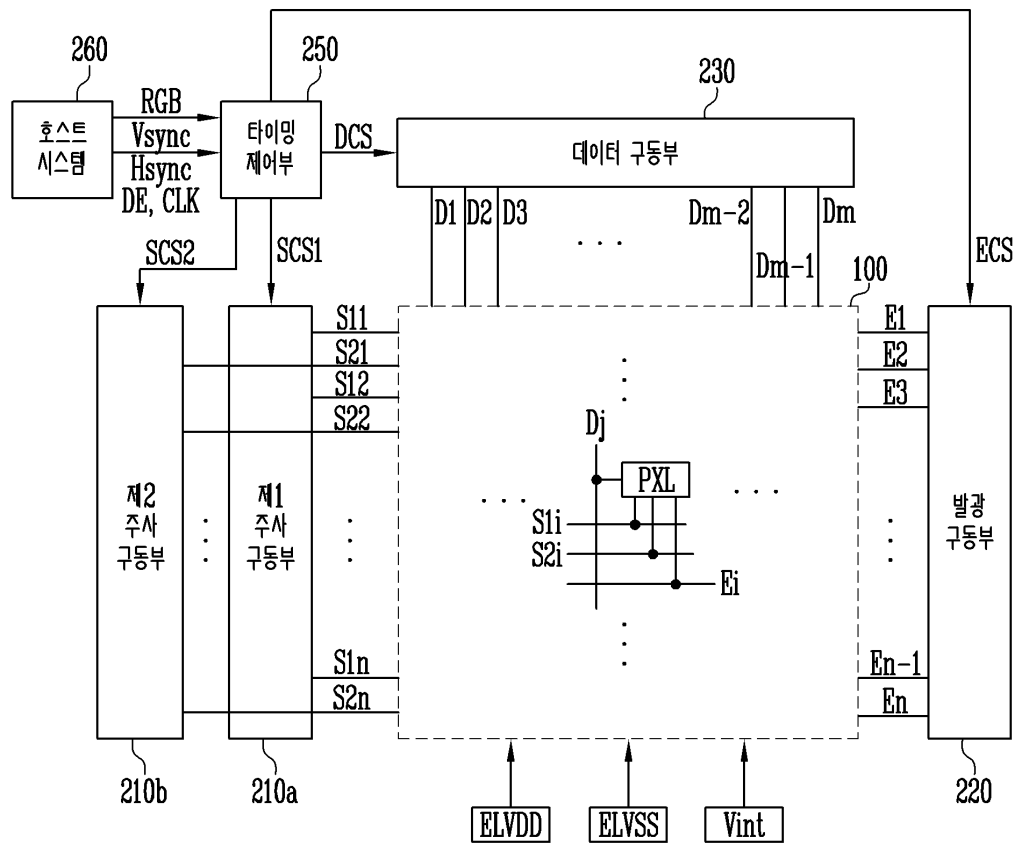 260
250
230
호스트
시스템
RGB
Vsync
Hsync
DE, CLK
타이밍
제어부
DCS
데이터 구동부
D1
D2
D3
. . .
Dm-2
Dm-1
Dm
SCS2
SCS1
ECS
100
S11
S21
S12
S22
E1
E2
E3
Dj
PXL
S1i
S2i
Ei
제2
주사
구동부
제1
주사
구동부
발광
구동부
S1n
S2n
En-1
En
210b
210a
220
ELVDD
ELVSS
Vint